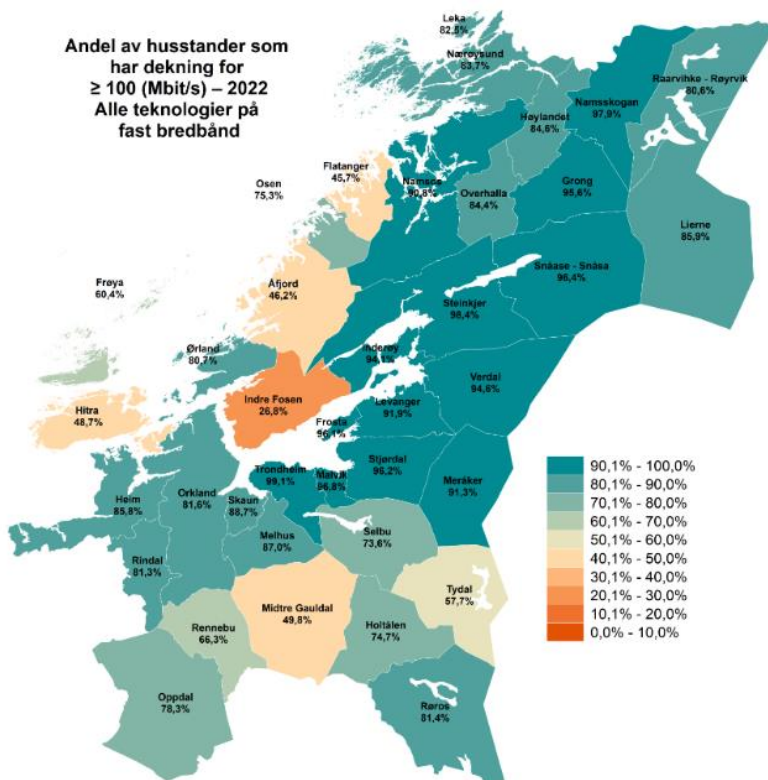 Andel av husstander som
har dekning for
≥ 100 (Mbit/s) – 2022
Alle teknologier på
fast bredbånd
Leka
82,5%
Nærøysund
83,7%
Raarvihke - Røyrvik
80,6%
Namsskogan
97,9%
Høylandet
84,6%
Flatanger
45,7%
Osen
75,3%
Namsos
90,8%
Overhalla
84,4%
Grong
95,6%
Lierne
85,9%
Snåase - Snåsa
96,4%
Frøya
60,4%
Åfjord
46,2%
Steinkjer
98,4%
Ørland
80,7%
Inderøy
94,1%
Verdal
94,6%
Hitra
48,7%
Indre Fosen
26,8%
Levanger
91,9%
Frosta
96,1%
Stjørdal
96,2%
Meråker
91,3%
Trondheim
99,1%
Malvik
96,8%
Heim
85,8%
Orkland
81,6%
Skaun
88,7%
Melhus
87,0%
Selbu
73,6%
Rindal
81,3%
Tydal
57,7%
Midtre Gauldal
49,8%
Holtålen
74,7%
Rennebu
66,3%
Oppdal
78,3%
Røros
81,4%
90,1% - 100,0%
80,1% - 90,0%
70,1% - 80,0%
60,1% - 70,0%
50,1% - 60,0%
40,1% - 50,0%
30,1% - 40,0%
20,1% - 30,0%
10,1% - 20,0%
0,0% - 10,0%